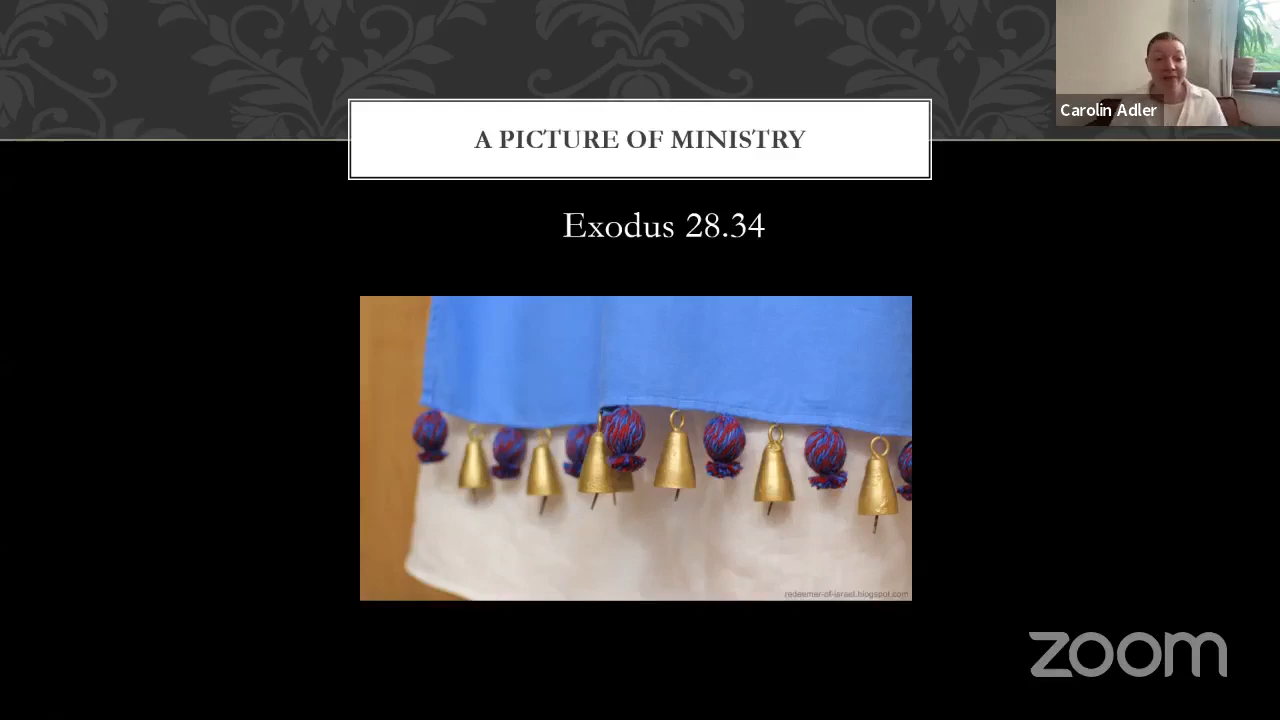 Carolin Adler
A PICTURE OF MINISTRY
Exodus 28.34
redeemer-of-israel.blogspot.com
zoom